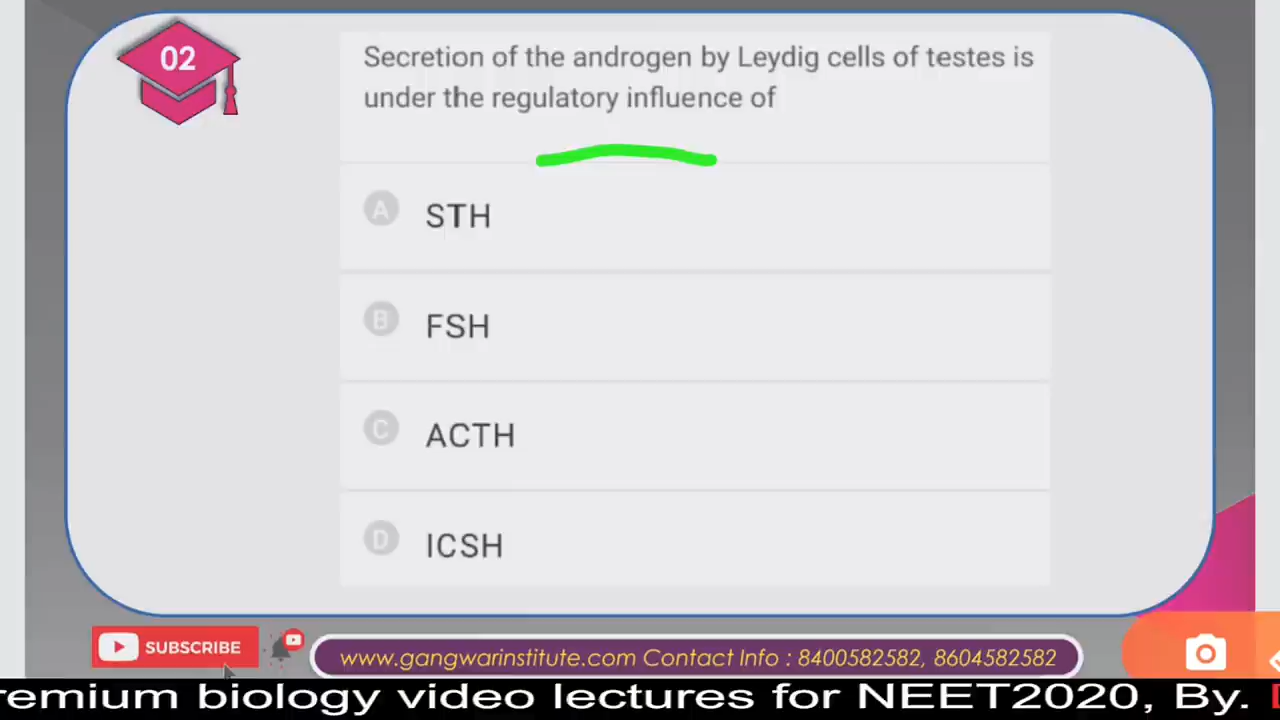 02
Secretion of the androgen by Leydig cells of testes is
under the regulatory influence of
A STH
B FSH
C ACTH
D ICSH
SUBSCRIBE
www.gangwarinstitute.com Contact Info : 8400582582, 8604582582
remium biology video lectures for NEET2020, By.